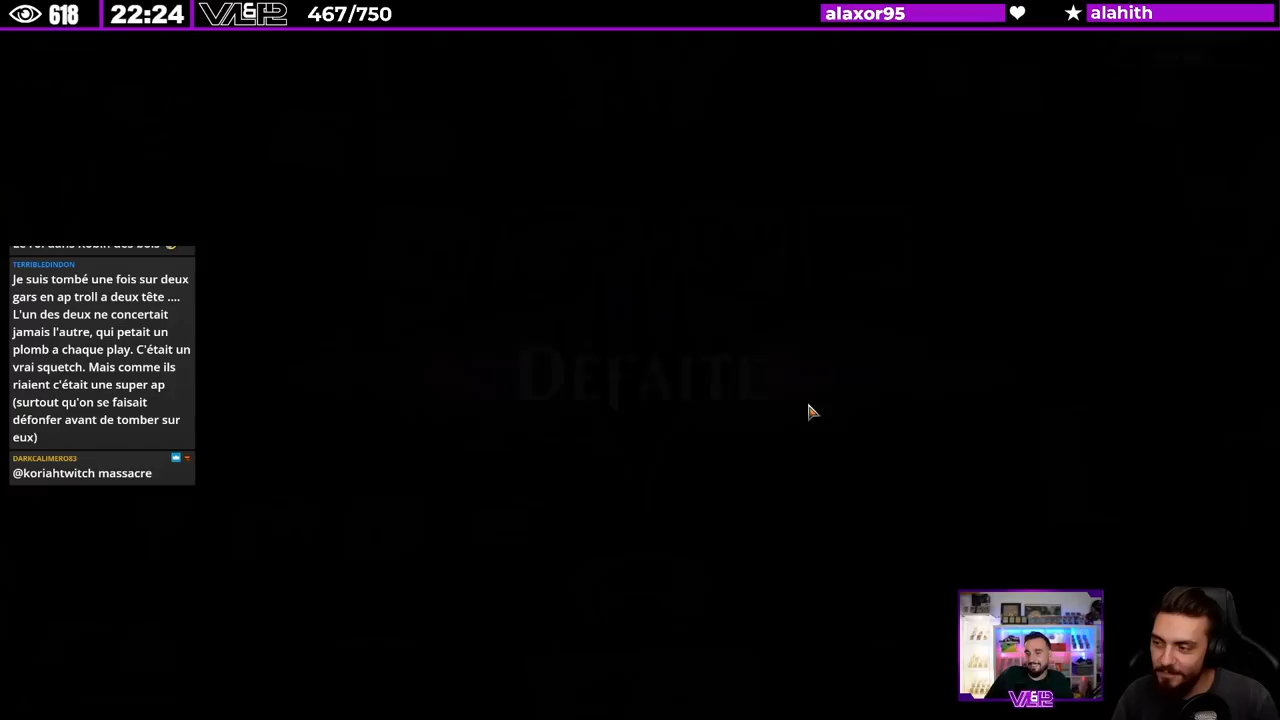 618
22:24
467/750
alaxor95
alahith
TERRIBLEDINDON
Je suis tombé une fois sur deux
gars en ap troll a deux tête ....
L'un des deux ne concertait
jamais l'autre, qui petait un
plomb a chaque play. C'était un
vrai squetch. Mais comme ils
riaient c'était une super ap
(surtout qu'on se faisait
défonfer avant de tomber sur
eux)
DARKCALIMERO83
@koriahtwitch massacre
DÉFAITE